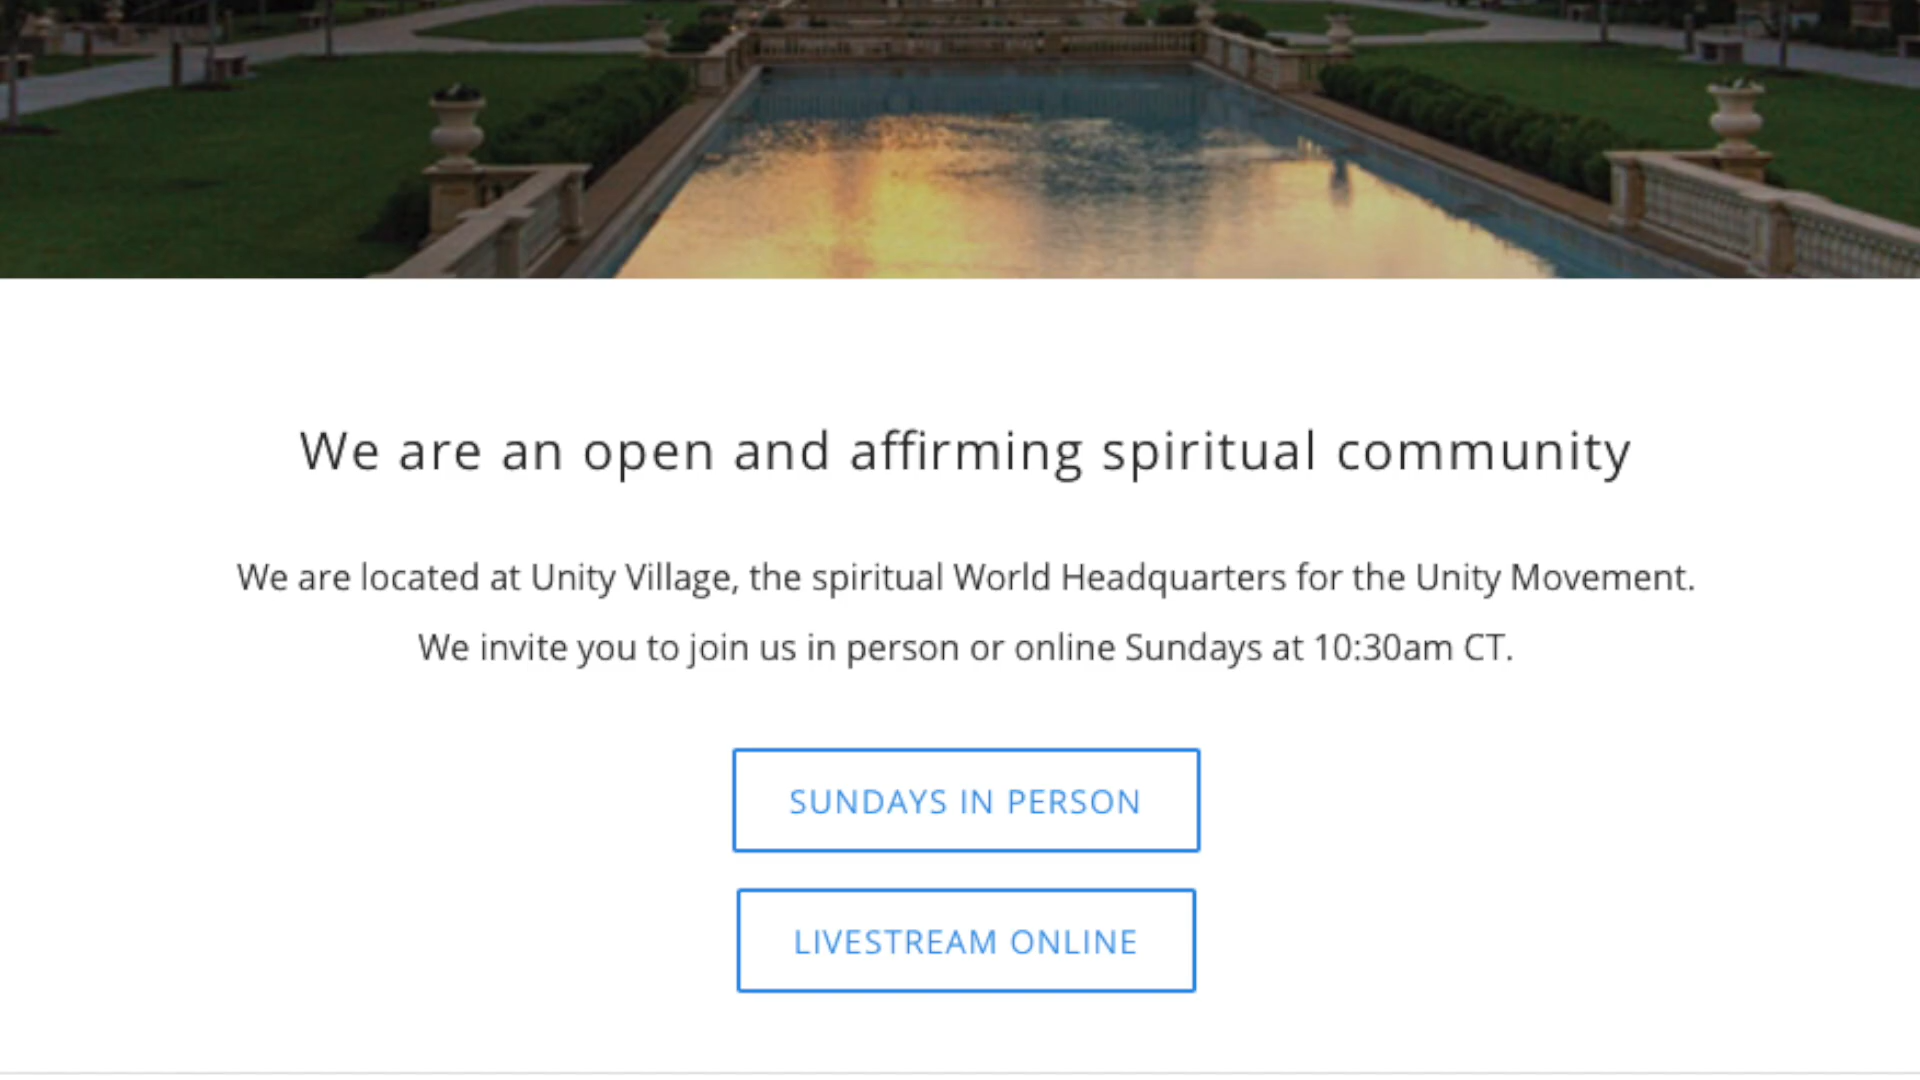 We are an open and affirming spiritual community
We are located at Unity Village, the spiritual World Headquarters for the Unity Movement.
We invite you to join us in person or online Sundays at 10:30am CT.
SUNDAYS IN PERSON
LIVESTREAM ONLINE